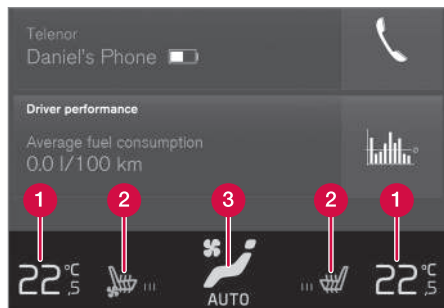 Telenor
Daniel's Phone
Driver performance
Average fuel consumption
0.0 l/100 km
1 2 3 2 1
22,5 °C 22,5 °C
AUTO